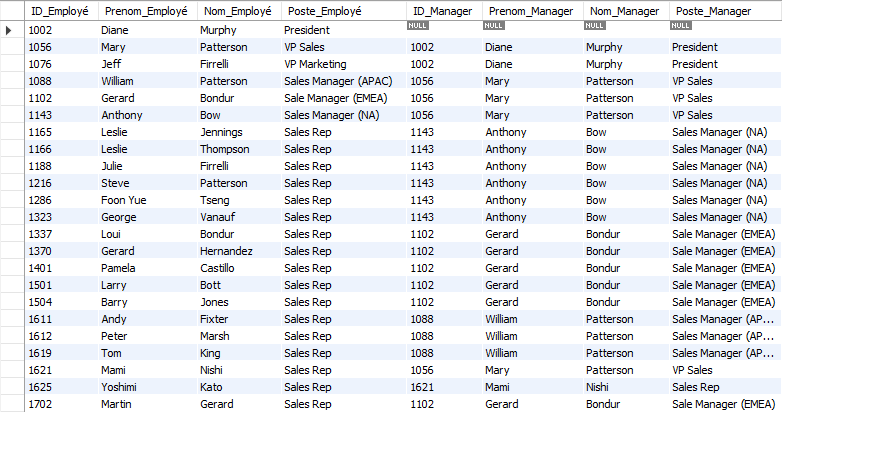 ID_Employé Prenom_Employé Nom_Employé Poste_Employé ID_Manager Prenom_Manager Nom_Manager Poste_Manager
1002 Diane Murphy President NULL NULL NULL NULL
1056 Mary Patterson VP Sales 1002 Diane Murphy President
1076 Jeff Firrelli VP Marketing 1002 Diane Murphy President
1088 William Patterson Sales Manager (APAC) 1056 Mary Patterson VP Sales
1102 Gerard Bondur Sale Manager (EMEA) 1056 Mary Patterson VP Sales
1143 Anthony Bow Sales Manager (NA) 1056 Mary Patterson VP Sales
1165 Leslie Jennings Sales Rep 1143 Anthony Bow Sales Manager (NA)
1166 Leslie Thompson Sales Rep 1143 Anthony Bow Sales Manager (NA)
1188 Julie Firrelli Sales Rep 1143 Anthony Bow Sales Manager (NA)
1216 Steve Patterson Sales Rep 1143 Anthony Bow Sales Manager (NA)
1286 Foon Yue Tseng Sales Rep 1143 Anthony Bow Sales Manager (NA)
1323 George Vanauf Sales Rep 1143 Anthony Bow Sales Manager (NA)
1337 Loui Bondur Sales Rep 1102 Gerard Bondur Sale Manager (EMEA)
1370 Gerard Hernandez Sales Rep 1102 Gerard Bondur Sale Manager (EMEA)
1401 Pamela Castillo Sales Rep 1102 Gerard Bondur Sale Manager (EMEA)
1501 Larry Bott Sales Rep 1102 Gerard Bondur Sale Manager (EMEA)
1504 Barry Jones Sales Rep 1102 Gerard Bondur Sale Manager (EMEA)
1611 Andy Fixter Sales Rep 1088 William Patterson Sales Manager (AP...
1612 Peter Marsh Sales Rep 1088 William Patterson Sales Manager (AP...
1619 Tom King Sales Rep 1088 William Patterson Sales Manager (AP...
1621 Mami Nishi Sales Rep 1056 Mary Patterson VP Sales
1625 Yoshimi Kato Sales Rep 1621 Mami Nishi Sales Rep
1702 Martin Gerard Sales Rep 1102 Gerard Bondur Sale Manager (EMEA)